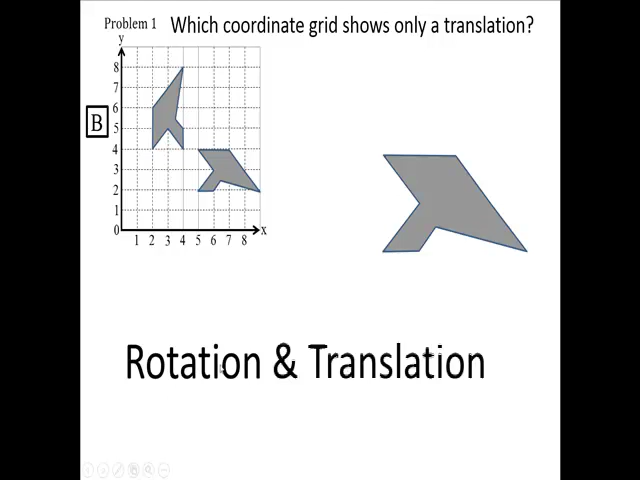 Problem 1
Which coordinate grid shows only a translation?
y
8
7
6
B
5
4
3
2
1
0
x
1 2 3 4 5 6 7 8
Rotation & Translation